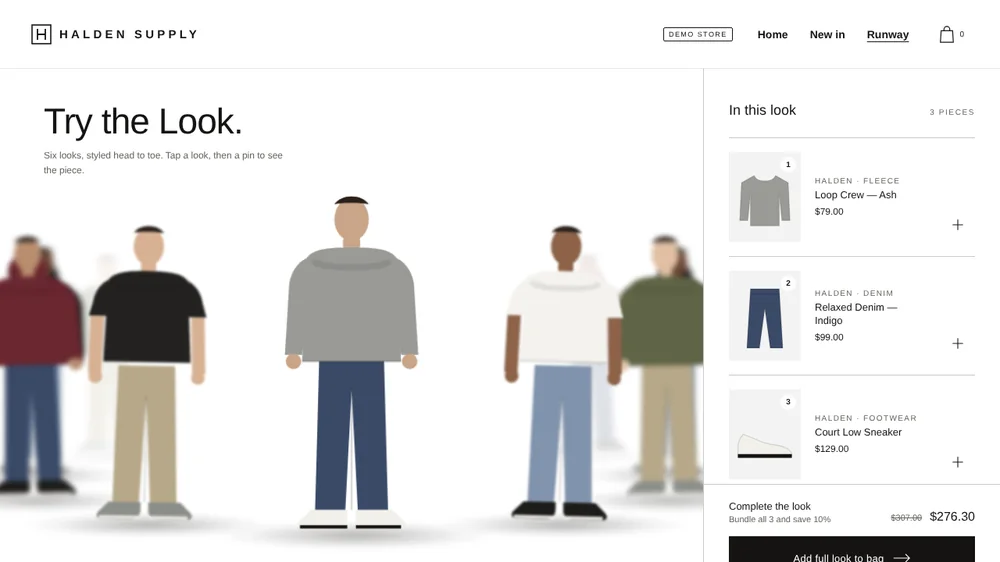 H HALDEN SUPPLY
DEMO STORE
Home
New in
Runway
0
Try the Look.
Six looks, styled head to toe. Tap a look, then a pin to see
the piece.
In this look
3 PIECES
1
HALDEN · FLEECE
Loop Crew — Ash
$79.00
2
HALDEN · DENIM
Relaxed Denim —
Indigo
$99.00
3
HALDEN · FOOTWEAR
Court Low Sneaker
$129.00
Complete the look
Bundle all 3 and save 10%
$307.00 $276.30
Add full look to bag